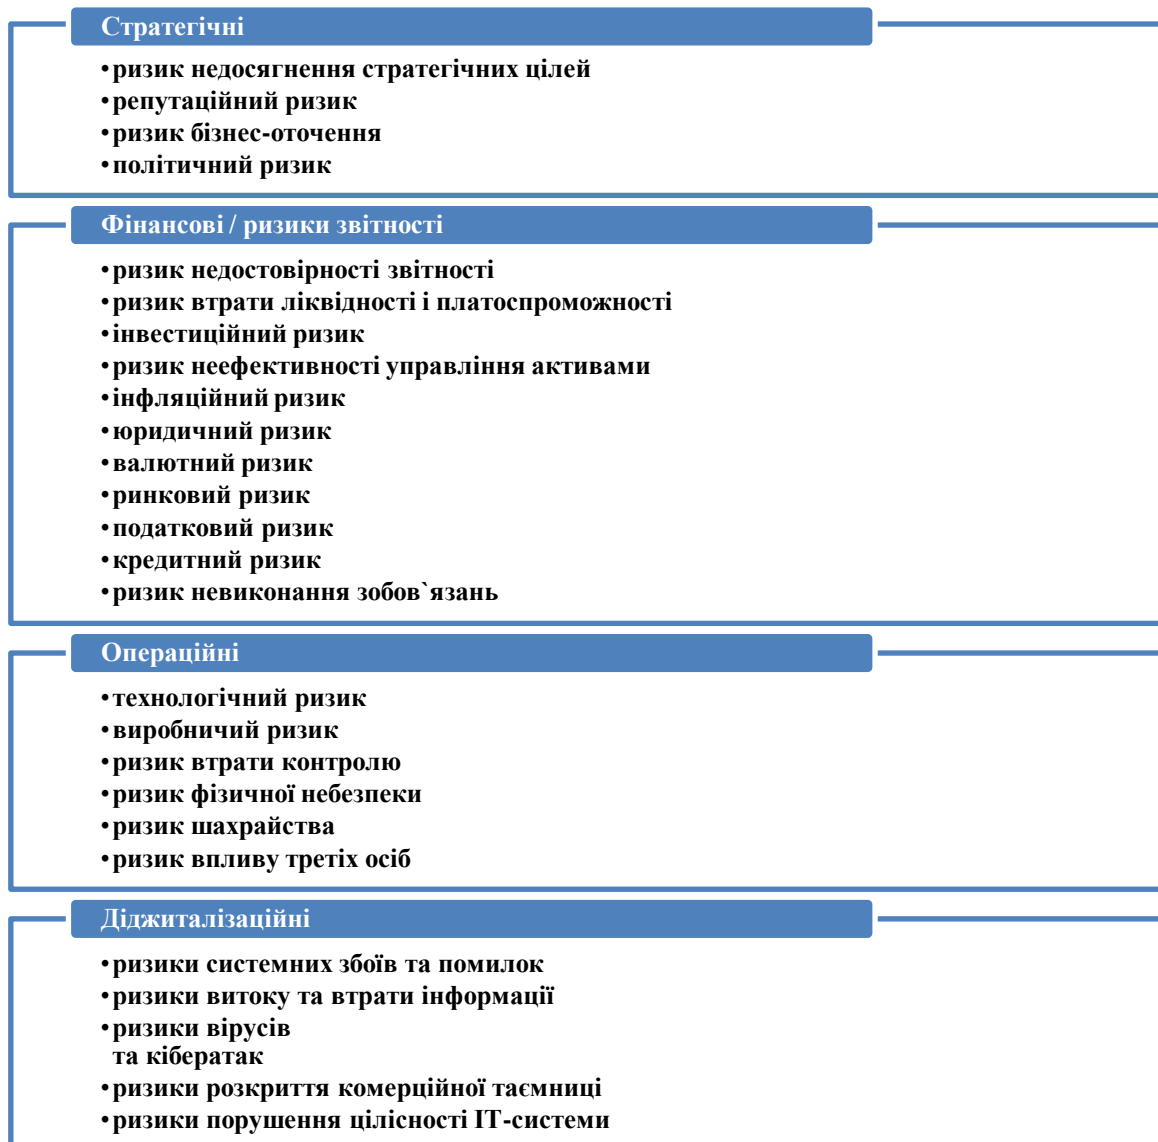 Стратегічні
•ризик недосягнення стратегічних цілей
•репутаційний ризик
•ризик бізнес-оточення
•політичний ризик
Фінансові / ризики звітності
•ризик недостовірності звітності
•ризик втрати ліквідності і платоспроможності
•інвестиційний ризик
•ризик неефективності управління активами
•інфляційний ризик
•юридичний ризик
•валютний ризик
•ринковий ризик
•податковий ризик
•кредитний ризик
•ризик невиконання зобов`язань
Операційні
•технологічний ризик
•виробничий ризик
•ризик втрати контролю
•ризик фізичної небезпеки
•ризик шахрайства
•ризик впливу третіх осіб
Діджиталізаційні
•ризики системних збоїв та помилок
•ризики витоку та втрати інформації
•ризики вірусів
та кібератак
•ризики розкриття комерційної таємниці
•ризики порушення цілісності ІТ-системи